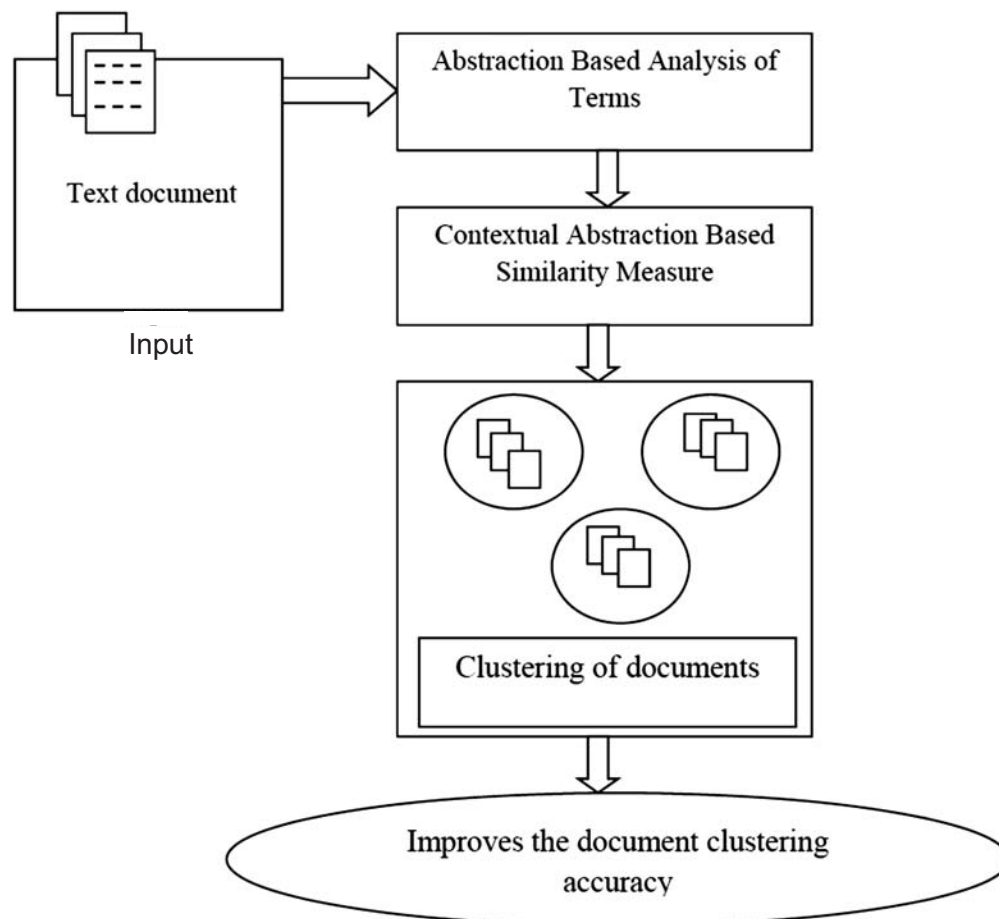 Text document
Input
Abstraction Based Analysis of
Terms
Contextual Abstraction Based
Similarity Measure
Clustering of documents
Improves the document clustering
accuracy